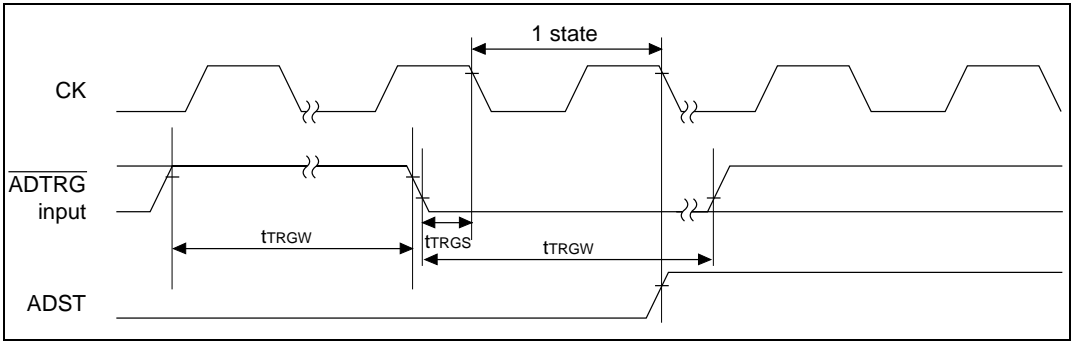 1 state
CK
ADTRG
input
tTRGW
tTRGS
tTRGW
ADST